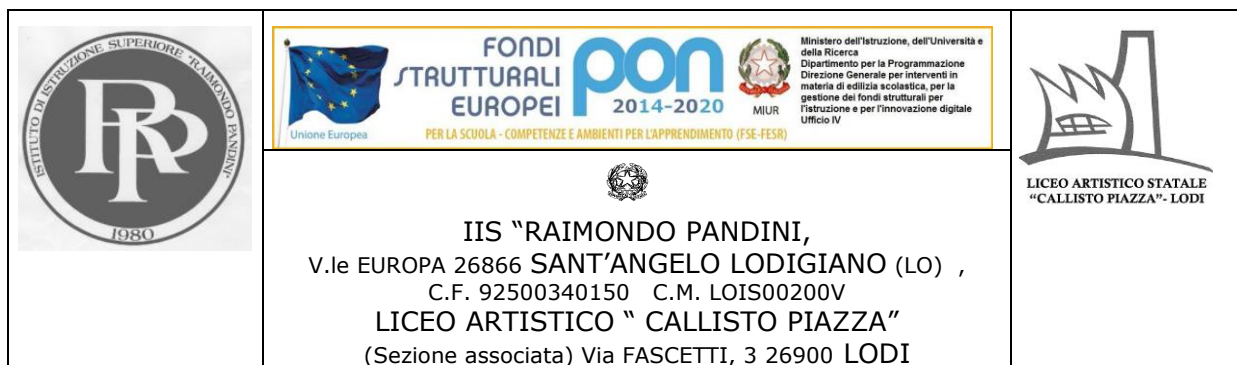 ISTITUTO DI ISTRUZIONE SUPERIORE "RAIMONDO PANDINI"
1980
Unione Europea
FONDI
STRUTTURALI
EUROPEI
pon
2014-2020
MIUR
Ministero dell'Istruzione, dell'Università e
della Ricerca
Dipartimento per la Programmazione
Direzione Generale per interventi in
materia di edilizia scolastica, per la
gestione dei fondi strutturali per
l'istruzione e per l'innovazione digitale
Ufficio IV
PER LA SCUOLA - COMPETENZE E AMBIENTI PER L'APPRENDIMENTO (FSE-FESR)
IIS "RAIMONDO PANDINI,
V.le EUROPA 26866 SANT'ANGELO LODIGIANO (LO) ,
C.F. 92500340150 C.M. LOIS00200V
LICEO ARTISTICO " CALLISTO PIAZZA"
(Sezione associata) Via FASCETTI, 3 26900 LODI
LICEO ARTISTICO STATALE
"CALLISTO PIAZZA"- LODI